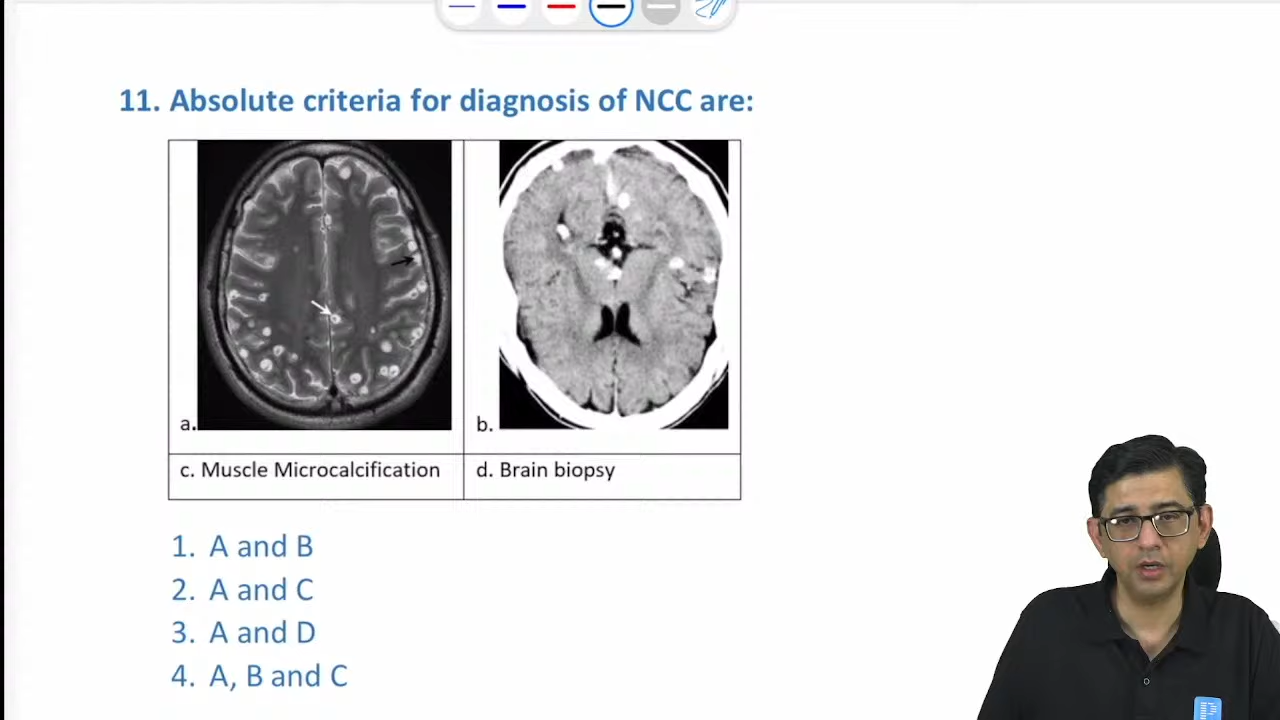 11. Absolute criteria for diagnosis of NCC are:
a.
b.
c. Muscle Microcalcification
d. Brain biopsy
1. A and B
2. A and C
3. A and D
4. A, B and C